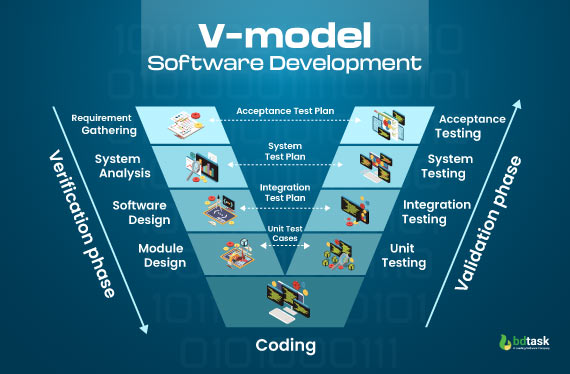 V-model
Software Development
Requirement
Gathering
Acceptance Test Plan
Acceptance
Testing
System
Analysis
System
Test Plan
System
Testing
Software
Design
Integration
Test Plan
Integration
Testing
Module
Design
Unit Test
Cases
Unit
Testing
Verification phase
Validation phase
Coding
bdtask